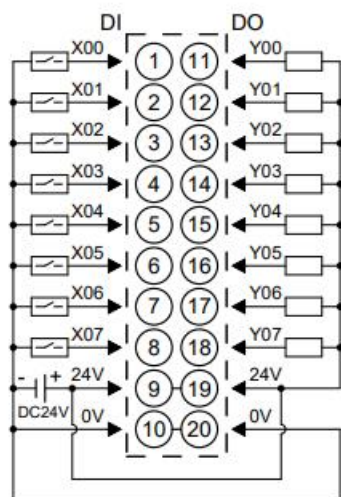 DI DO
X00 1 11 Y00
X01 2 12 Y01
X02 3 13 Y02
X03 4 14 Y03
X04 5 15 Y04
X05 6 16 Y05
X06 7 17 Y06
X07 8 18 Y07
- + 24V 9 19 24V
DC24V 0V 10 20 0V